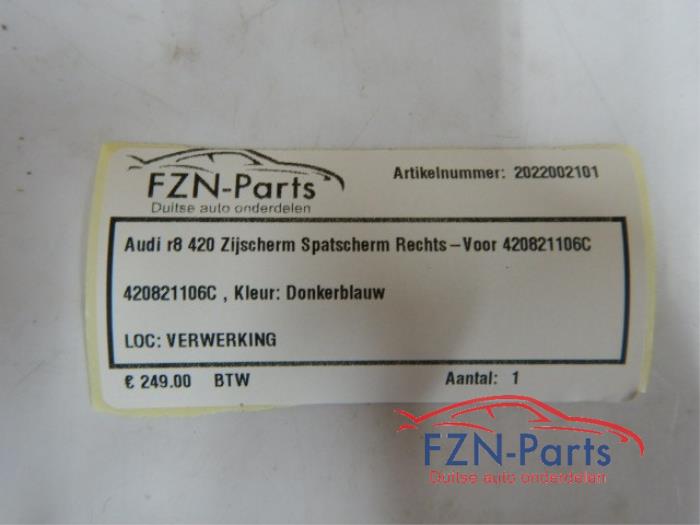 FZN-Parts
Duitse auto onderdelen
Artikelnummer: 2022002101
Audi r8 420 Zijscherm Spatscherm Rechts-Voor 420821106C
420821106C , Kleur: Donkerblauw
LOC: VERWERKING
€ 249.00 BTW Aantal: 1
FZN-Parts
Duitse auto onderdelen